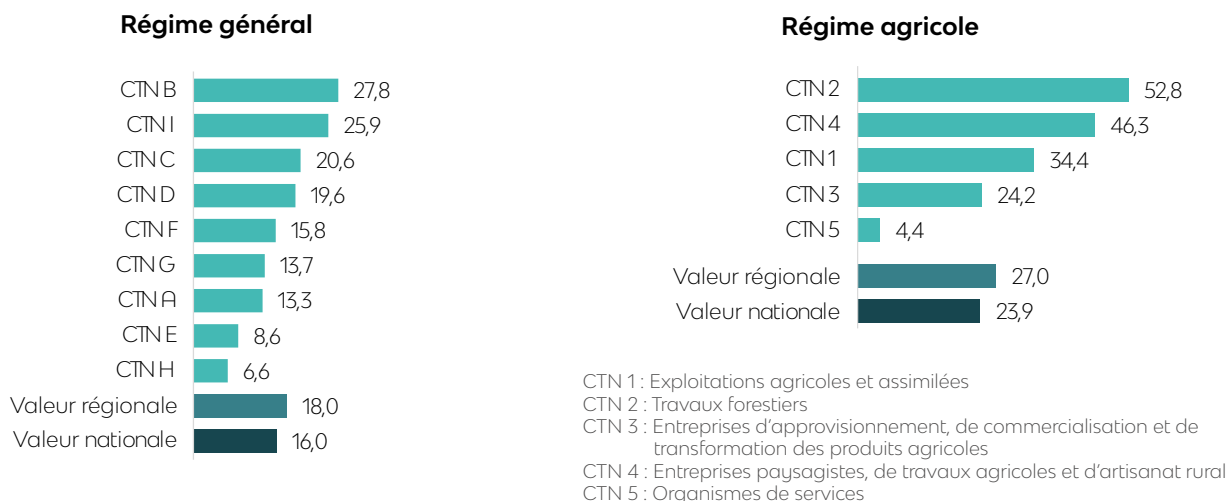 Régime général
CTN B 27,8
CTN I 25,9
CTN C 20,6
CTN D 19,6
CTN F 15,8
CTN G 13,7
CTN A 13,3
CTN E 8,6
CTN H 6,6
Valeur régionale 18,0
Valeur nationale 16,0
Régime agricole
CTN 2 52,8
CTN 4 46,3
CTN 1 34,4
CTN 3 24,2
CTN 5 4,4
Valeur régionale 27,0
Valeur nationale 23,9
CTN 1 : Exploitations agricoles et assimilées
CTN 2 : Travaux forestiers
CTN 3 : Entreprises d'approvisionnement, de commercialisation et de
transformation des produits agricoles
CTN 4 : Entreprises paysagistes, de travaux agricoles et d'artisanat rural
CTN 5 : Organismes de services